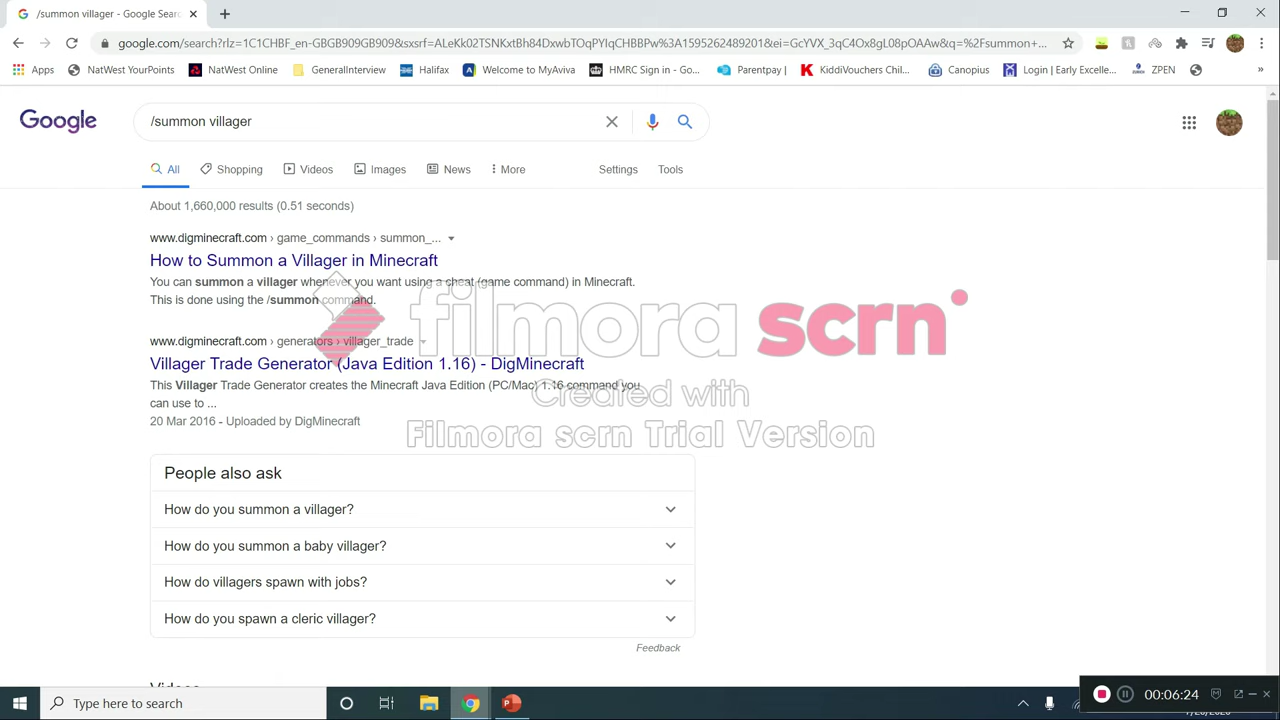 /summon villager - Google Sear
google.com/search?rlz=1C1CHBF_en-GBGB909GB909&sxsrf=ALeKk02TSNKxtBh84DxwbTOqPYIqCHBBPw%3A1595262489201&ei=GcYVX_3qC4Ox8gL08pOAAw&q=%2Fsummon+...
Apps NatWest YourPoints NatWest Online GeneralInterview Halifax Welcome to MyAviva HMRC Sign in - Go... Parentpay | KiddiVouchers Chil... Canopius Login | Early Excelle... ZPEN »
Google
/summon villager
All Shopping Videos Images News More Settings Tools
About 1,660,000 results (0.51 seconds)
www.digminecraft.com › game_commands › summon_...
How to Summon a Villager in Minecraft
You can summon a villager whenever you want using a cheat (game command) in Minecraft.
This is done using the /summon command.
filmora scrn
www.digminecraft.com › generators › villager_trade
Villager Trade Generator (Java Edition 1.16) - DigMinecraft
This Villager Trade Generator creates the Minecraft Java Edition (PC/Mac) 1.16 command you
can use to ...
Created with
20 Mar 2016 - Uploaded by DigMinecraft
Filmora scrn Trial Version
People also ask
How do you summon a villager?
How do you summon a baby villager?
How do villagers spawn with jobs?
How do you spawn a cleric villager?
Feedback
Videos
Type here to search
00:06:24